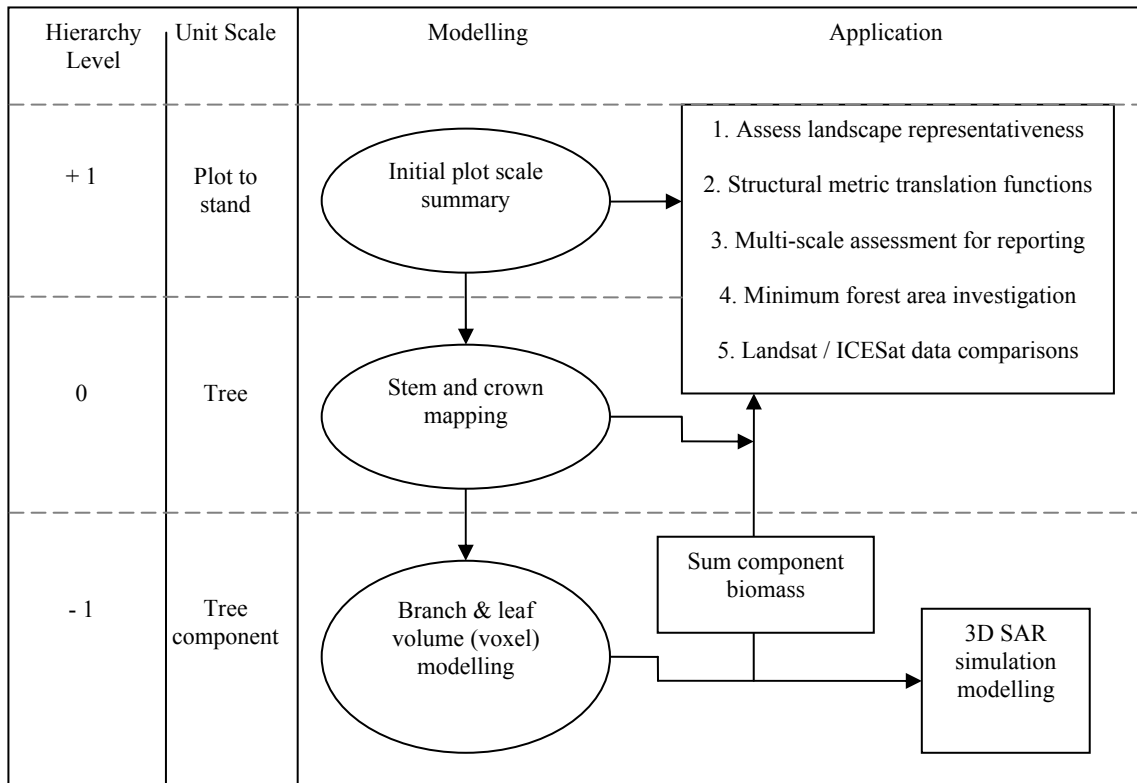 Hierarchy Level
Unit Scale
Modelling
Application
+ 1
Plot to
stand
Initial plot scale
summary
1. Assess landscape representativeness
2. Structural metric translation functions
3. Multi-scale assessment for reporting
4. Minimum forest area investigation
5. Landsat / ICESat data comparisons
0
Tree
Stem and crown
mapping
- 1
Tree
component
Branch & leaf
volume (voxel)
modelling
Sum component
biomass
3D SAR
simulation
modelling